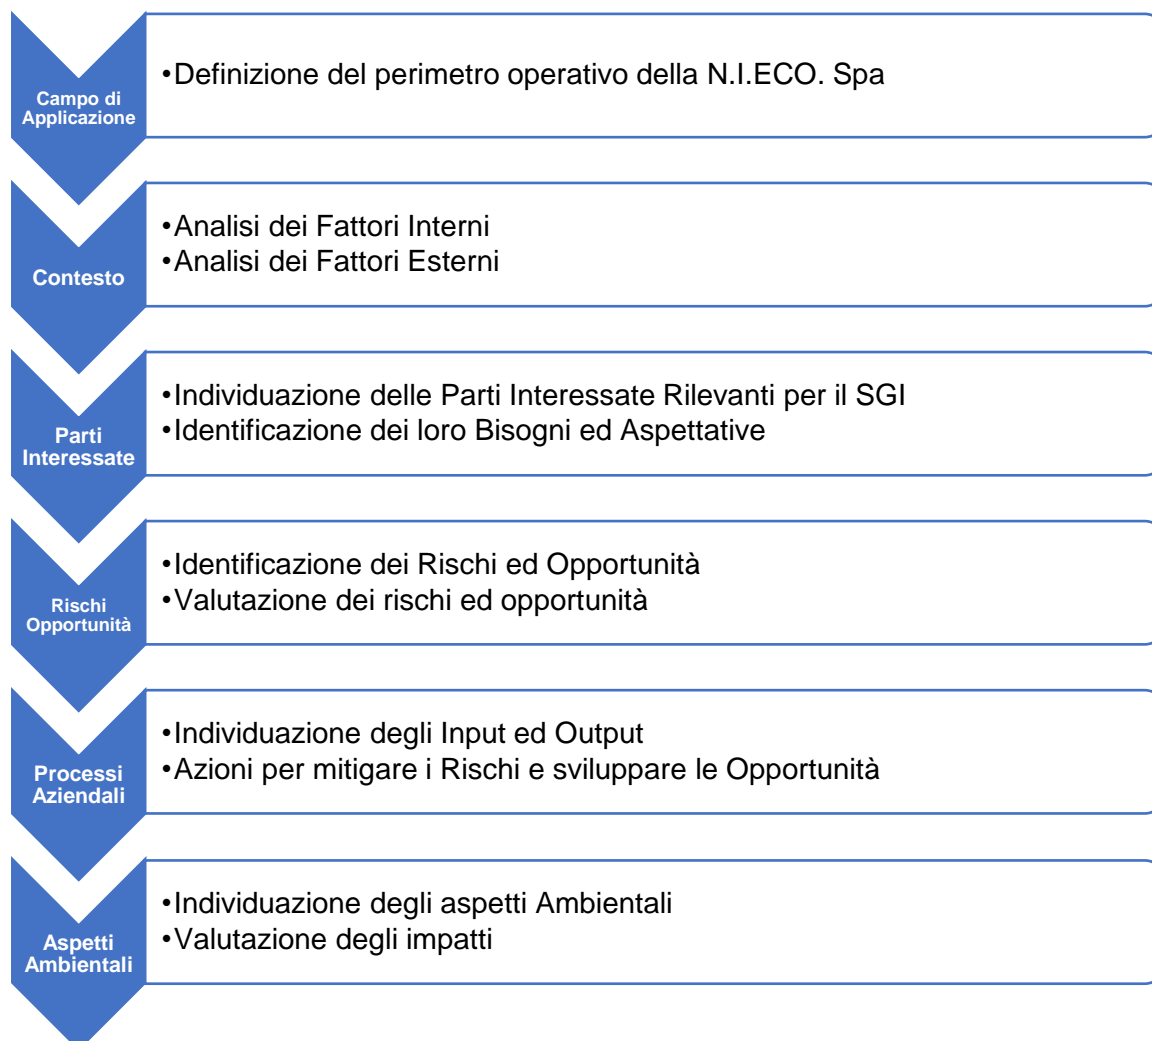 Campo di
Applicazione
•Definizione del perimetro operativo della N.I.ECO. Spa
Contesto
•Analisi dei Fattori Interni
•Analisi dei Fattori Esterni
Parti
Interessate
•Individuazione delle Parti Interessate Rilevanti per il SGI
•Identificazione dei loro Bisogni ed Aspettative
Rischi
Opportunità
•Identificazione dei Rischi ed Opportunità
•Valutazione dei rischi ed opportunità
Processi
Aziendali
•Individuazione degli Input ed Output
•Azioni per mitigare i Rischi e sviluppare le Opportunità
Aspetti
Ambientali
•Individuazione degli aspetti Ambientali
•Valutazione degli impatti